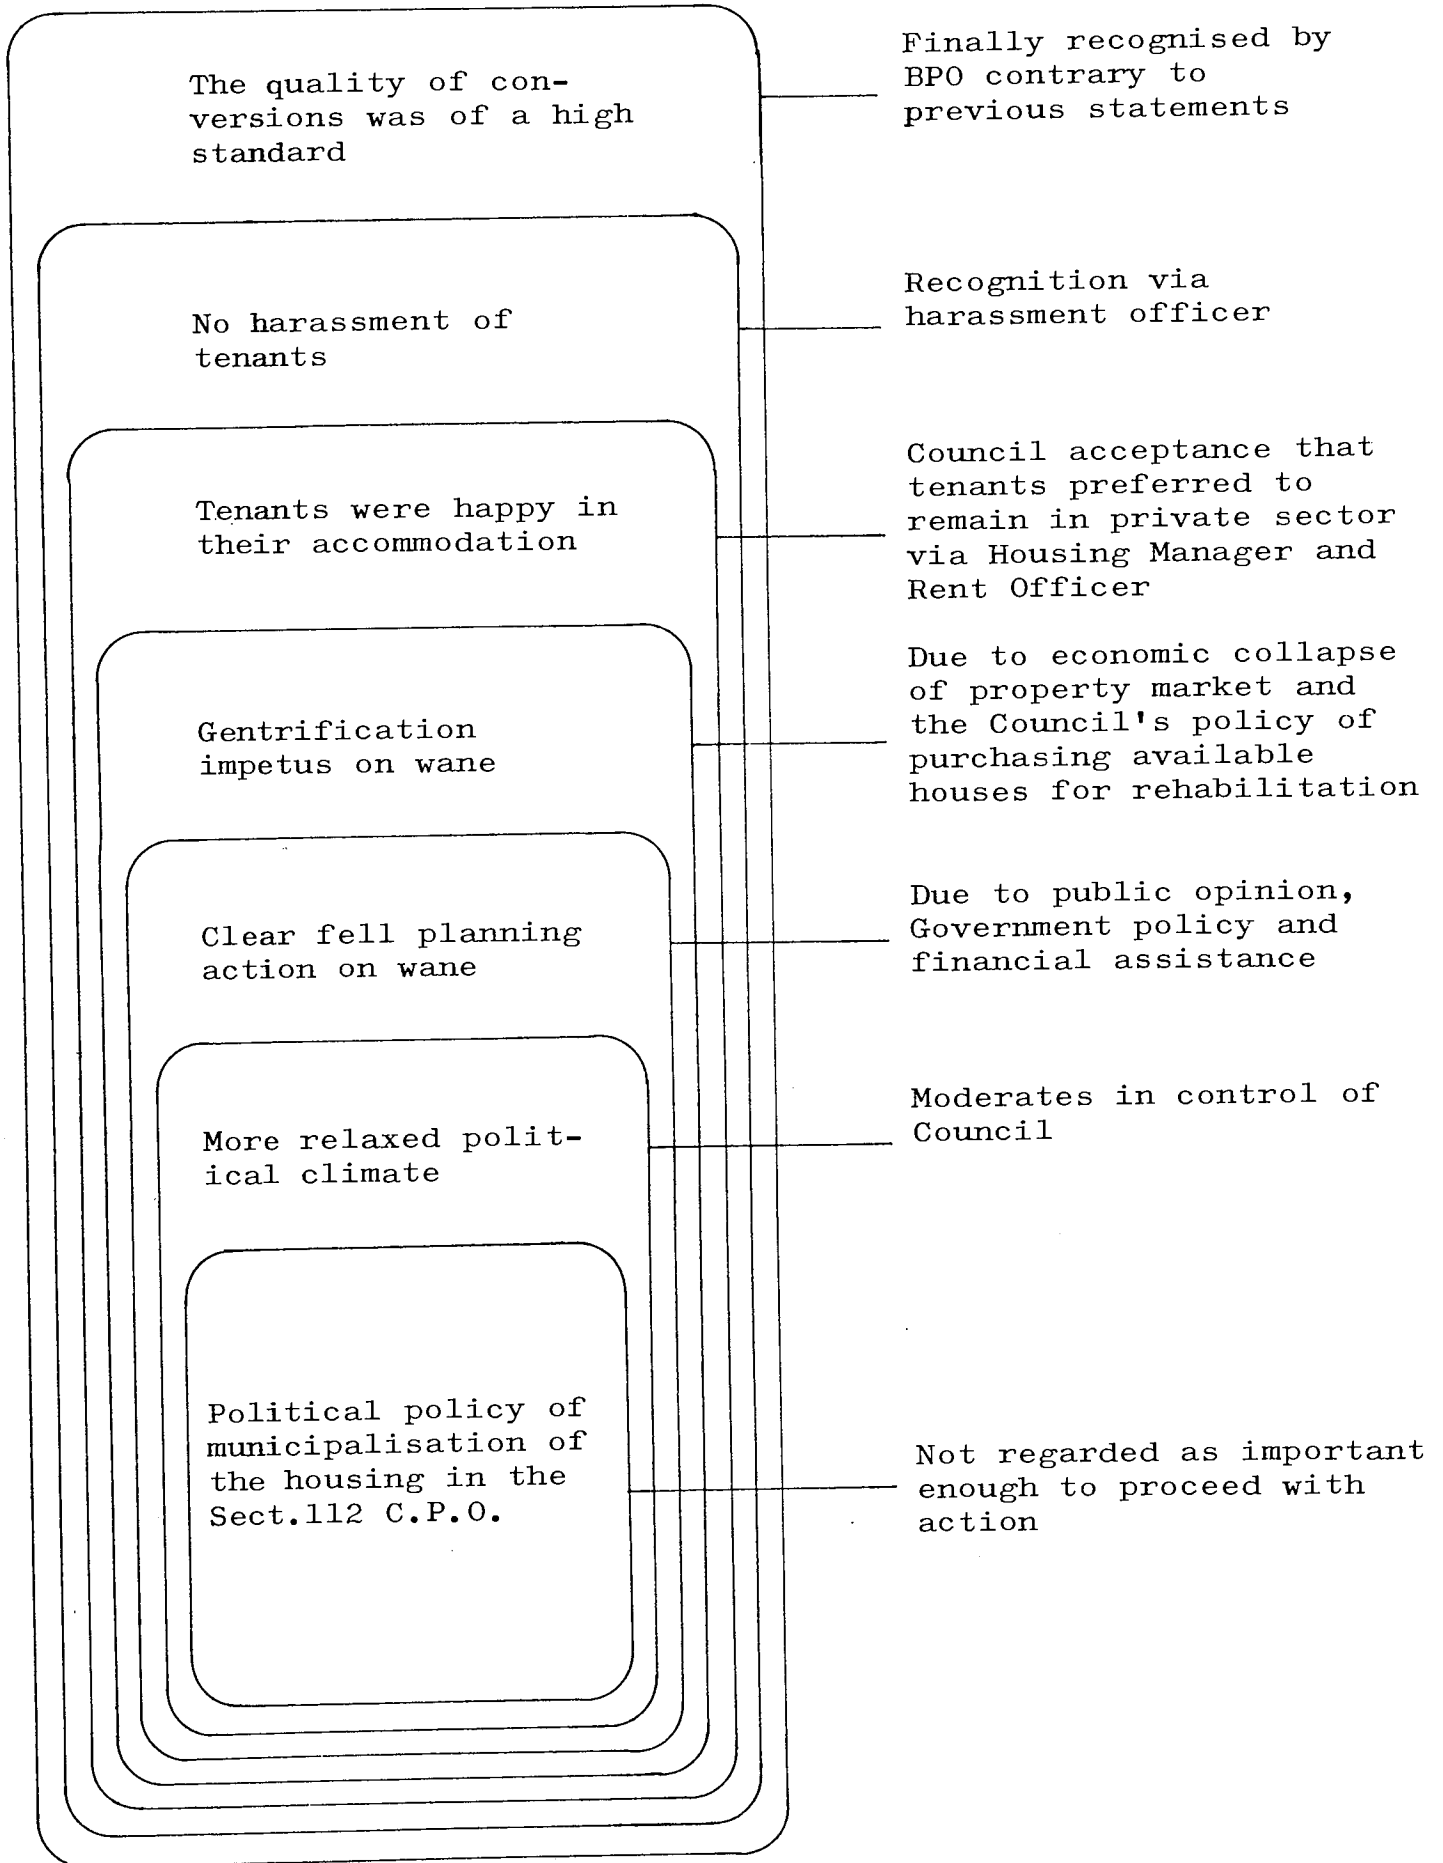 The quality of con-
versions was of a high
standard
Finally recognised by
BPO contrary to
previous statements
No harassment of
tenants
Recognition via
harassment officer
Tenants were happy in
their accommodation
Council acceptance that
tenants preferred to
remain in private sector
via Housing Manager and
Rent Officer
Gentrification
impetus on wane
Due to economic collapse
of property market and
the Council's policy of
purchasing available
houses for rehabilitation
Clear fell planning
action on wane
Due to public opinion,
Government policy and
financial assistance
More relaxed polit-
ical climate
Moderates in control of
Council
Political policy of
municipalisation of
the housing in the
Sect.112 C.P.O.
Not regarded as important
enough to proceed with
action